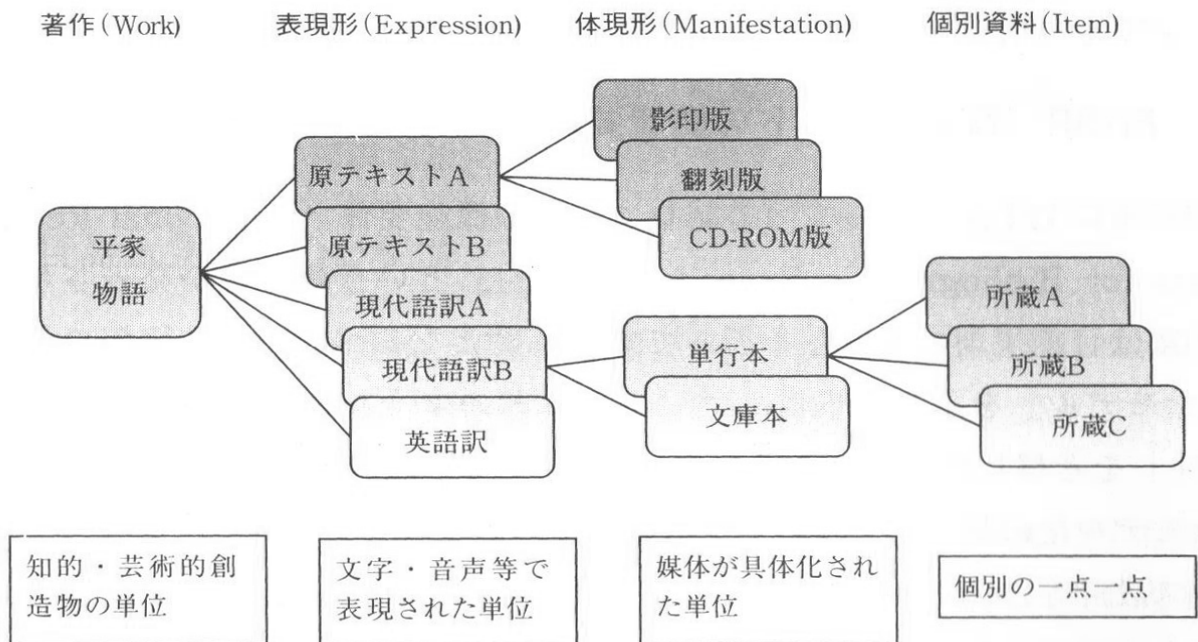 著作(Work)
表現形(Expression)
体現形(Manifestation)
個別資料(Item)
平家
物語
原テキストA
原テキストB
現代語訳A
現代語訳B
英語訳
影印版
翻刻版
CD-ROM版
単行本
文庫本
所蔵A
所蔵B
所蔵C
知的・芸術的創
造物の単位
文字・音声等で
表現された単位
媒体が具体化され
た単位
個別の一点一点